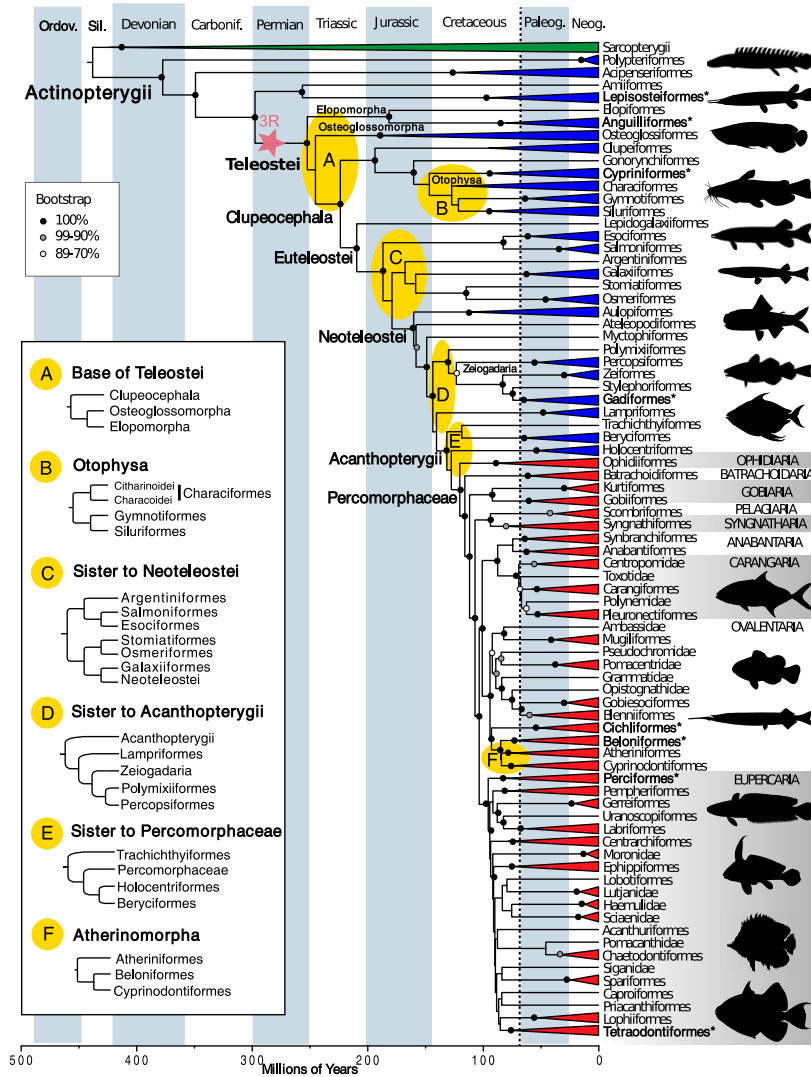 Ordov.
Sil.
Devonian
Carbonif.
Permian
Triassic
Jurassic
Cretaceous
Paleog.
Neog.
Sarcopterygii
Polypteriformes
Acipenseriformes
Actinopterygii
Amiiformes
Lepisosteiformes*
Elopomorpha
Elopiformes
3R
Anguilliformes*
Osteoglossomorpha
Osteoglossiformes
Teleostei
A
Clupeiformes
Gonorynchiformes
Cypriniformes*
Otophysa
Characiformes
B
Gymnotiformes
Siluriformes
Clupeocephala
Lepidogalaxiiformes
Esociformes
Salmoniformes
Euteleostei
C
Argentiniformes
Galaxiiformes
Stomiatiformes
Osmeriformes
Aulopiformes
Ateleopodiformes
Neoteleostei
Myctophiformes
Polymixiiformes
Percopsiformes
Zeiogadaria
Zeiformes
Stylephoriformes
D
Gadiformes*
Lampriformes
Trachichthyiformes
E
Beryciformes
Acanthopterygii
Holocentriformes
Ophidiiformes
OPHIDIARIA
Batrachoidiformes
BATRACHOIDARIA
Percomorphaceae
Kurtiformes
Gobiiformes
GOBIARIA
Scombriformes
PELAGIARIA
Syngnathiformes
SYNGNATHARIA
Synbranchiformes
Anabantiformes
ANABANTARIA
Centropomidae
CARANGARIA
Toxotidae
Carangiformes
Polynemidae
Pleuronectiformes
Ambassidae
OVALENTARIA
Mugiliformes
Pseudochromidae
Pomacentridae
Grammatidae
Opistognathidae
Gobiesociformes
Blenniiformes
Cichliformes*
Beloniformes*
F
Atheriniformes
Cyprinodontiformes
Perciformes*
EUPERCARIA
Pempheriformes
Gerreiformes
Uranoscopiformes
Labriformes
Centrarchiformes
Moronidae
Ephippiformes
Lobotiformes
Lutjanidae
Haemulidae
Sciaenidae
Acanthuriformes
Pomacanthidae
Chaetodontiformes
Siganidae
Spariformes
Caproiformes
Priacanthiformes
Lophiiformes
Tetraodontiformes*
Bootstrap
100%
99-90%
89-70%
A Base of Teleostei
Clupeocephala
Osteoglossomorpha
Elopomorpha
B Otophysa
Citharinoidei
Characoidei
Characiformes
Gymnotiformes
Siluriformes
C Sister to Neoteleostei
Argentiniformes
Salmoniformes
Esociformes
Stomiatiformes
Osmeriformes
Galaxiiformes
Neoteleostei
D Sister to Acanthopterygii
Acanthopterygii
Lampriformes
Zeiogadaria
Polymixiiformes
Percopsiformes
E Sister to Percomorphaceae
Trachichthyiformes
Percomorphaceae
Holocentriformes
Beryciformes
F Atherinomorpha
Atheriniformes
Beloniformes
Cyprinodontiformes
500
400
300
200
100
0
Millions of Years